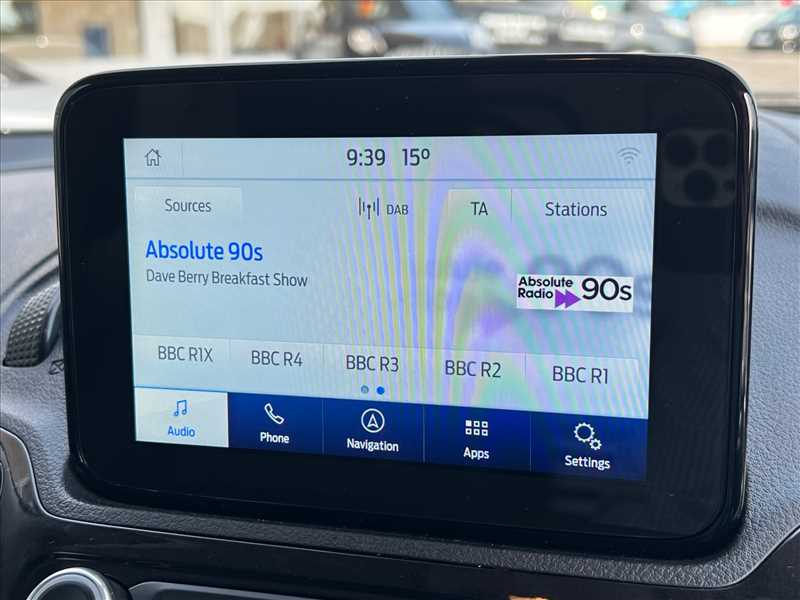 9:39 15º
Sources
DAB
TA
Stations
Absolute 90s
Dave Berry Breakfast Show
Absolute
Radio
90s
BBC R1X
BBC R4
BBC R3
BBC R2
BBC R1
Audio
Phone
Navigation
Apps
Settings